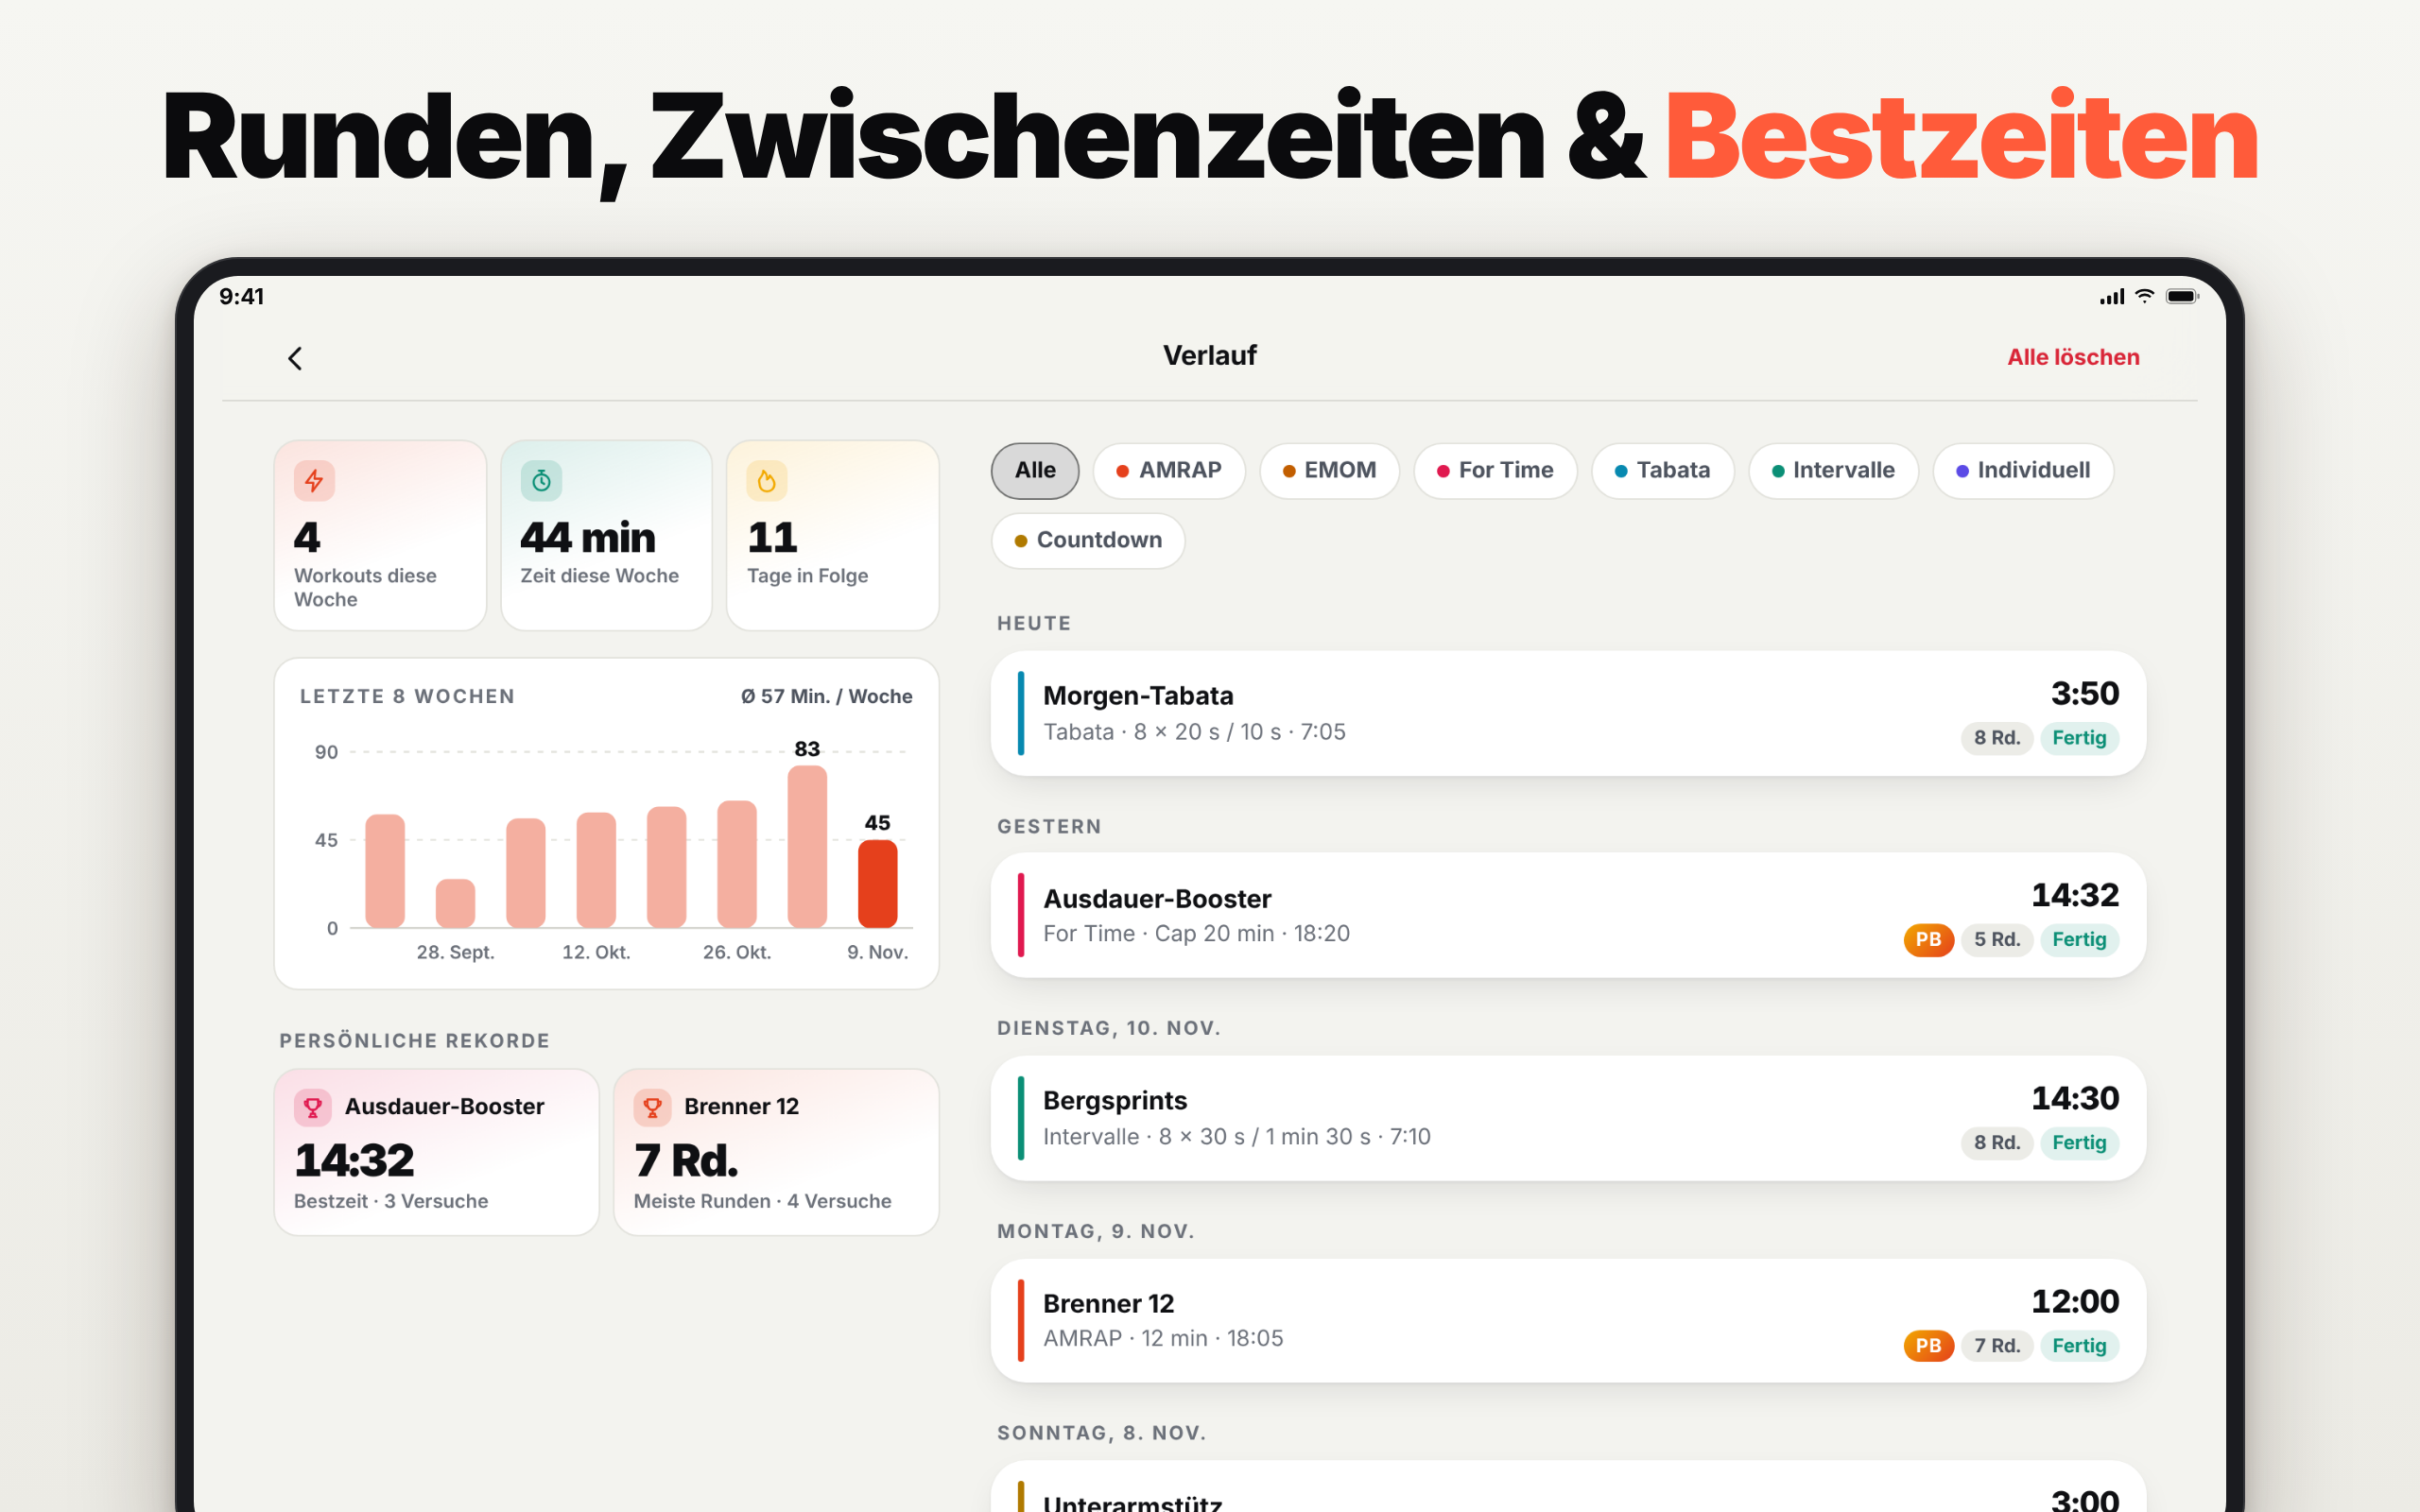 Runden, Zwischenzeiten & Bestzeiten
9:41
Verlauf
Alle löschen
4
Workouts diese
Woche
44 min
Zeit diese Woche
11
Tage in Folge
LETZTE 8 WOCHEN
Ø 57 Min. / Woche
90
45
0
83
45
28. Sept.
12. Okt.
26. Okt.
9. Nov.
PERSÖNLICHE REKORDE
Ausdauer-Booster
14:32
Bestzeit · 3 Versuche
Brenner 12
7 Rd.
Meiste Runden · 4 Versuche
Alle
AMRAP
EMOM
For Time
Tabata
Intervalle
Individuell
Countdown
HEUTE
Morgen-Tabata
Tabata · 8 × 20 s / 10 s · 7:05
3:50
8 Rd.
Fertig
GESTERN
Ausdauer-Booster
For Time · Cap 20 min · 18:20
14:32
PB
5 Rd.
Fertig
DIENSTAG, 10. NOV.
Bergsprints
Intervalle · 8 × 30 s / 1 min 30 s · 7:10
14:30
8 Rd.
Fertig
MONTAG, 9. NOV.
Brenner 12
AMRAP · 12 min · 18:05
12:00
PB
7 Rd.
Fertig
SONNTAG, 8. NOV.
Unterarmstütz
3:00